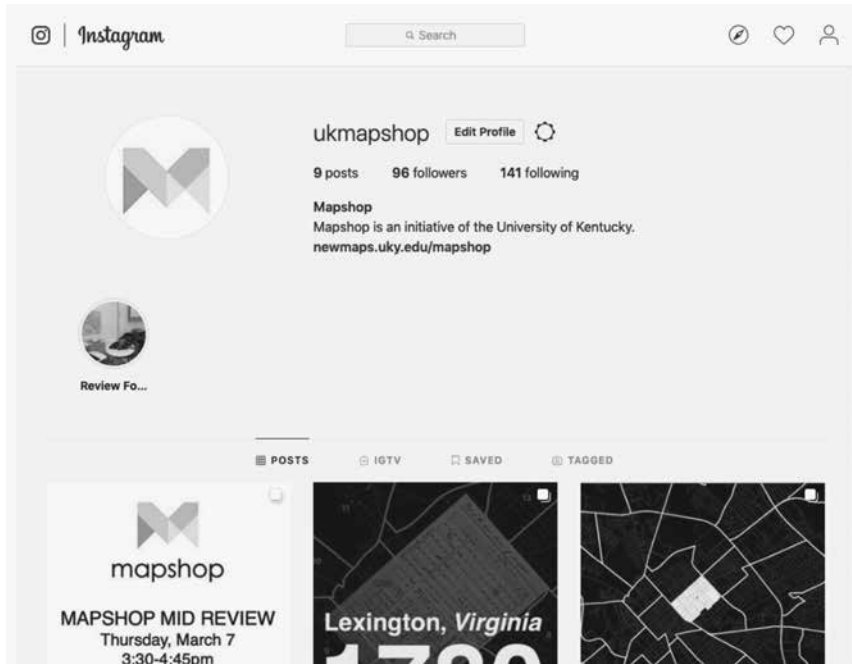 Instagram
Search
ukmapshop Edit Profile
9 posts 96 followers 141 following
Mapshop
Mapshop is an initiative of the University of Kentucky.
newmaps.uky.edu/mapshop
Review Fo...
POSTS IGTV SAVED TAGGED
mapshop
MAPSHOP MID REVIEW
Thursday, March 7
3:30-4:45pm
Lexington, Virginia